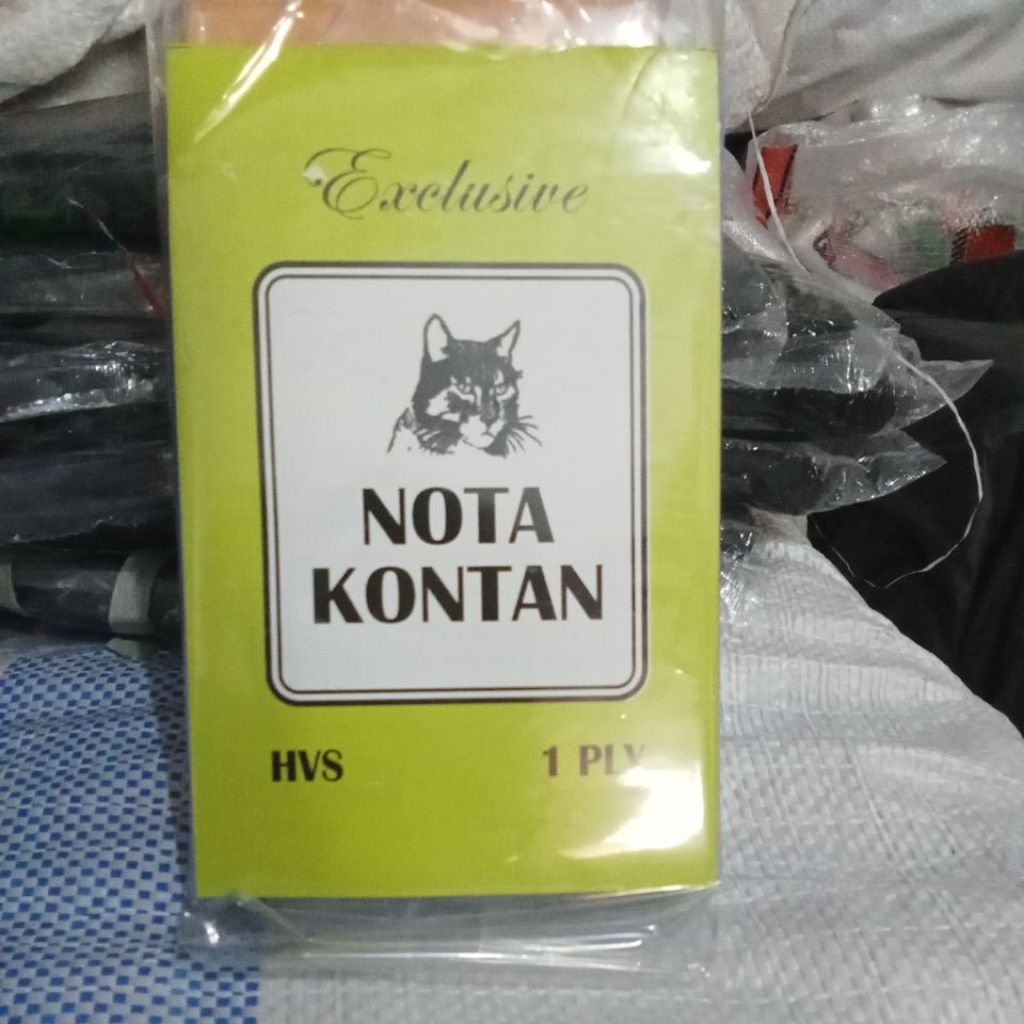 Exclusive
NOTA
KONTAN
HVS 1 PLY